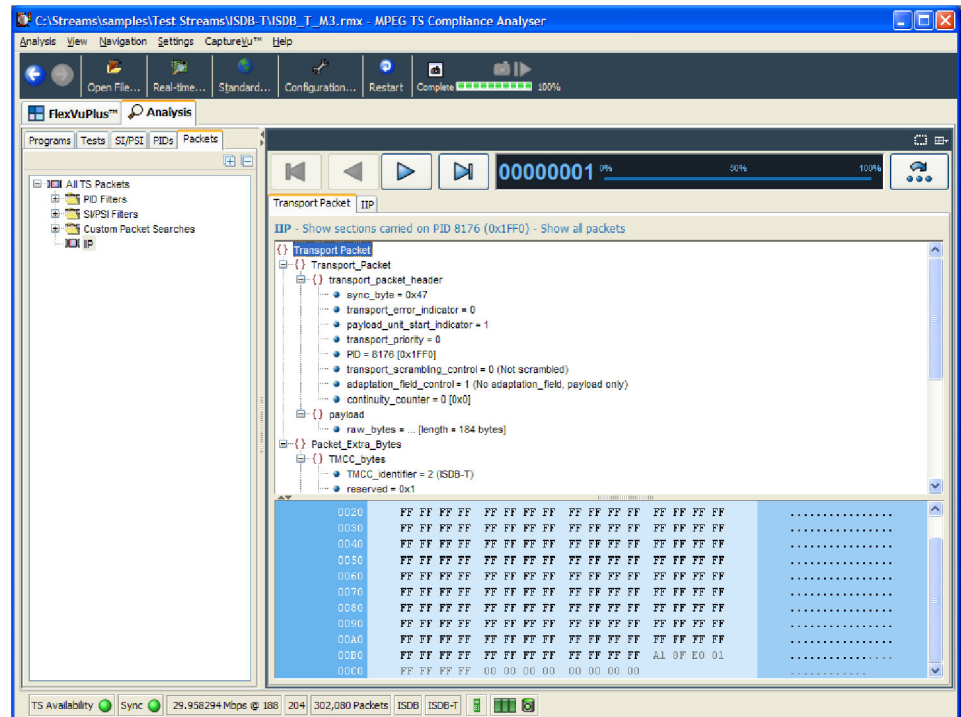 C:\Streams\samples\Test Streams\ISDB-T\ISDB_T_M3.rmx - MPEG TS Compliance Analyser
Analysis View Navigation Settings CaptureVu™ Help
Open File... Real-time... Standard... Configuration... Restart Complete 100%
FlexVuPlus™ Analysis
Programs Tests SI/PSI PIDs Packets
All TS Packets
PID Filters
SI/PSI Filters
Custom Packet Searches
IIP
00000001 0% 50% 100%
Transport Packet IIP
IIP - Show sections carried on PID 8176 (0x1FF0) - Show all packets
{} Transport Packet
{} Transport_Packet
{} transport_packet_header
sync_byte = 0x47
transport_error_indicator = 0
payload_unit_start_indicator = 1
transport_priority = 0
PID = 8176 [0x1FF0]
transport_scrambling_control = 0 (Not scrambled)
adaptation_field_control = 1 (No adaptation_field, payload only)
continuity_counter = 0 [0x0]
{} payload
raw_bytes = ... [length = 184 bytes]
{} Packet_Extra_Bytes
{} TMCC_bytes
TMCC_identifier = 2 (ISDB-T)
reserved = 0x1
0020 FF FF FF FF FF FF FF FF FF FF FF FF FF FF FF FF ................
0030 FF FF FF FF FF FF FF FF FF FF FF FF FF FF FF FF ................
0040 FF FF FF FF FF FF FF FF FF FF FF FF FF FF FF FF ................
0050 FF FF FF FF FF FF FF FF FF FF FF FF FF FF FF FF ................
0060 FF FF FF FF FF FF FF FF FF FF FF FF FF FF FF FF ................
0070 FF FF FF FF FF FF FF FF FF FF FF FF FF FF FF FF ................
0080 FF FF FF FF FF FF FF FF FF FF FF FF FF FF FF FF ................
0090 FF FF FF FF FF FF FF FF FF FF FF FF FF FF FF FF ................
00A0 FF FF FF FF FF FF FF FF FF FF FF FF FF FF FF FF ................
00B0 FF FF FF FF FF FF FF FF FF FF FF FF A1 8F E0 01 ................
00C0 FF FF FF FF 00 00 00 00 00 00 00 00 ............
TS Availability Sync 29.958294 Mbps @ 188 204 302,080 Packets ISDB ISDB-T